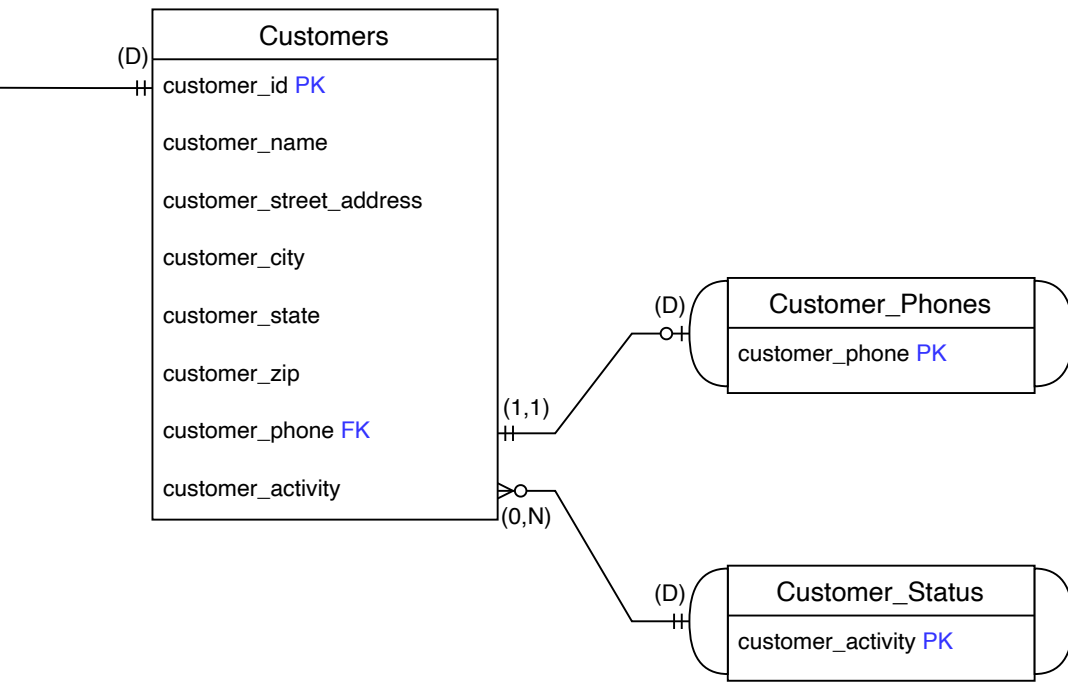 Customers
(D)
customer_id PK
customer_name
customer_street_address
customer_city
customer_state
customer_zip
customer_phone FK
customer_activity
(1,1)
(0,N)
(D)
Customer_Phones
customer_phone PK
(D)
Customer_Status
customer_activity PK